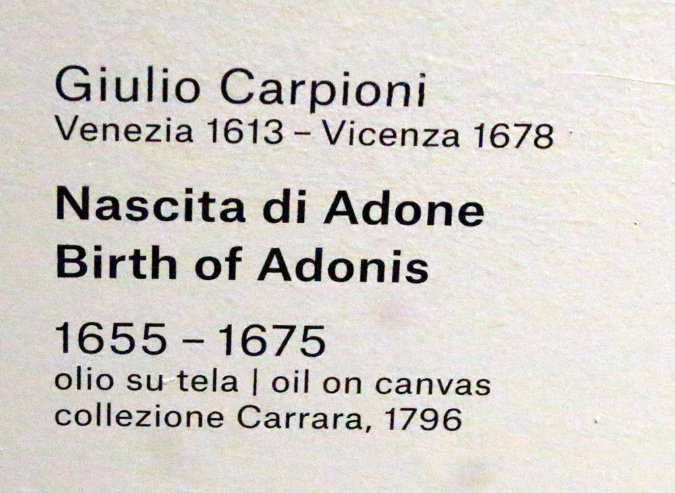 Giulio Carpioni
Venezia 1613 – Vicenza 1678
Nascita di Adone
Birth of Adonis
1655 – 1675
olio su tela | oil on canvas
collezione Carrara, 1796